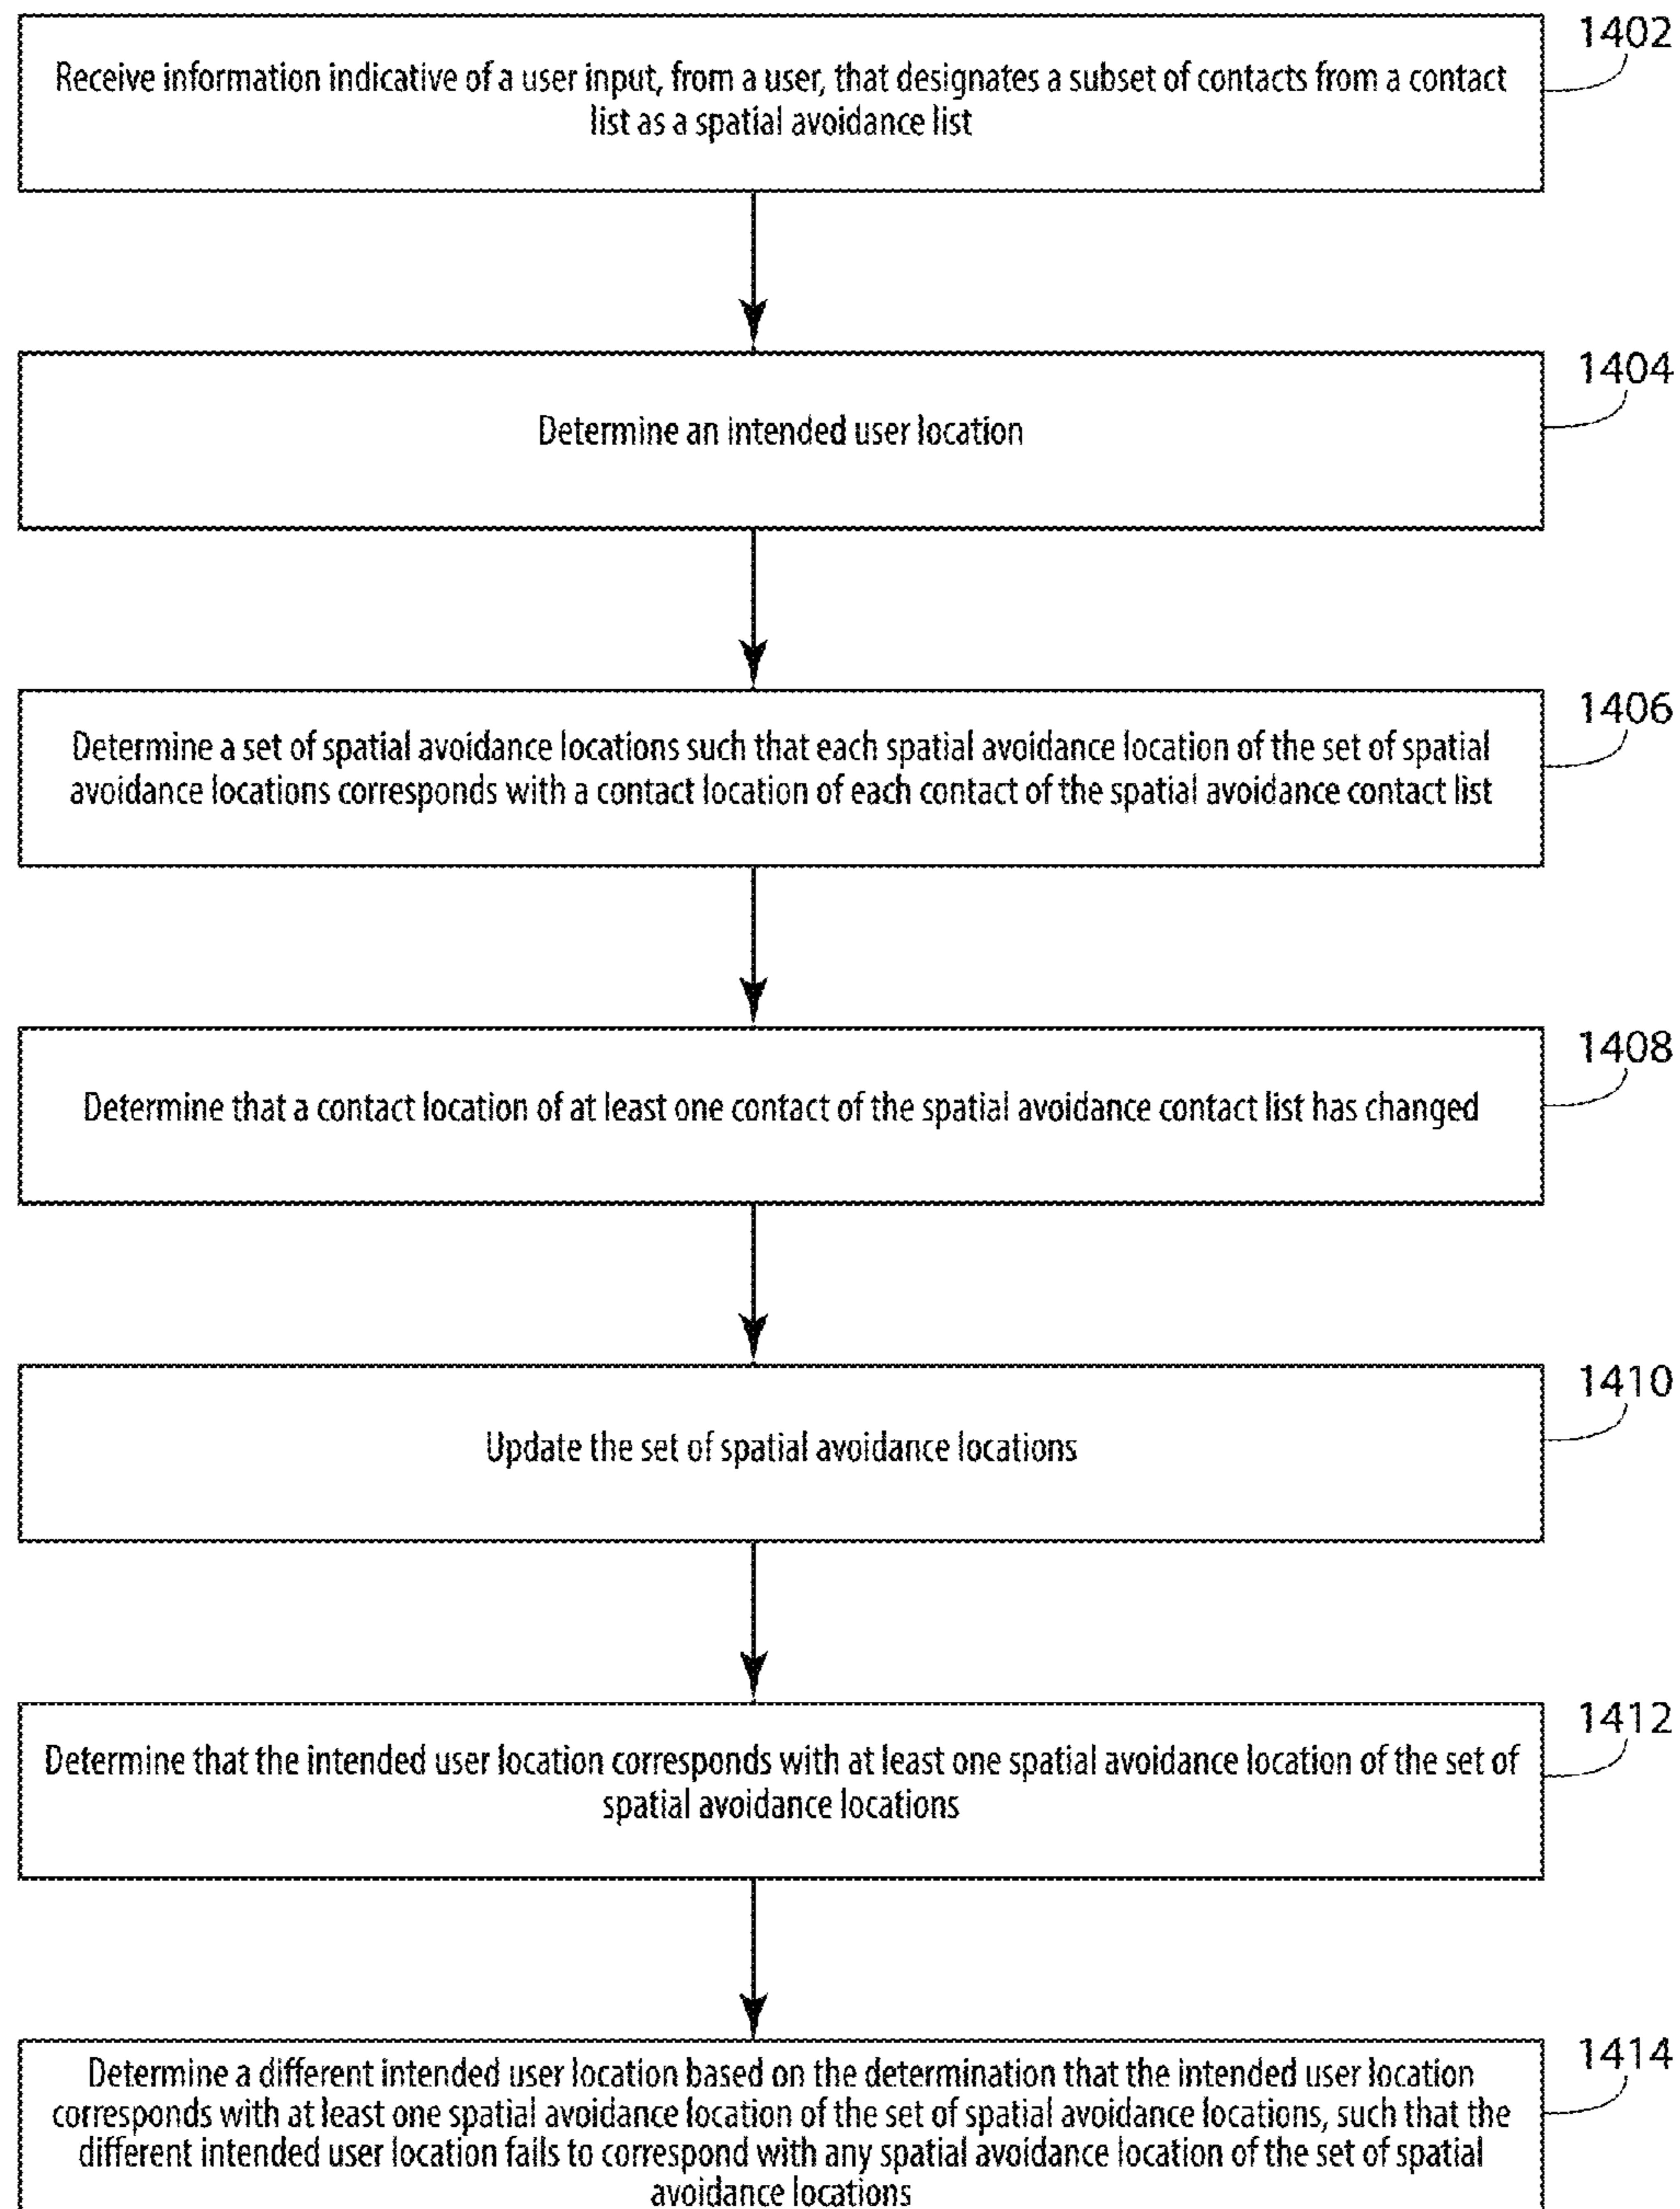 1402
Receive information indicative of a user input, from a user, that designates a subset of contacts from a contact
list as a spatial avoidance list
1404
Determine an intended user location
1406
Determine a set of spatial avoidance locations such that each spatial avoidance location of the set of spatial
avoidance locations corresponds with a contact location of each contact of the spatial avoidance contact list
1408
Determine that a contact location of at least one contact of the spatial avoidance contact list has changed
1410
Update the set of spatial avoidance locations
1412
Determine that the intended user location corresponds with at least one spatial avoidance location of the set of
spatial avoidance locations
1414
Determine a different intended user location based on the determination that the intended user location
corresponds with at least one spatial avoidance location of the set of spatial avoidance locations, such that the
different intended user location fails to correspond with any spatial avoidance location of the set of spatial
avoidance locations